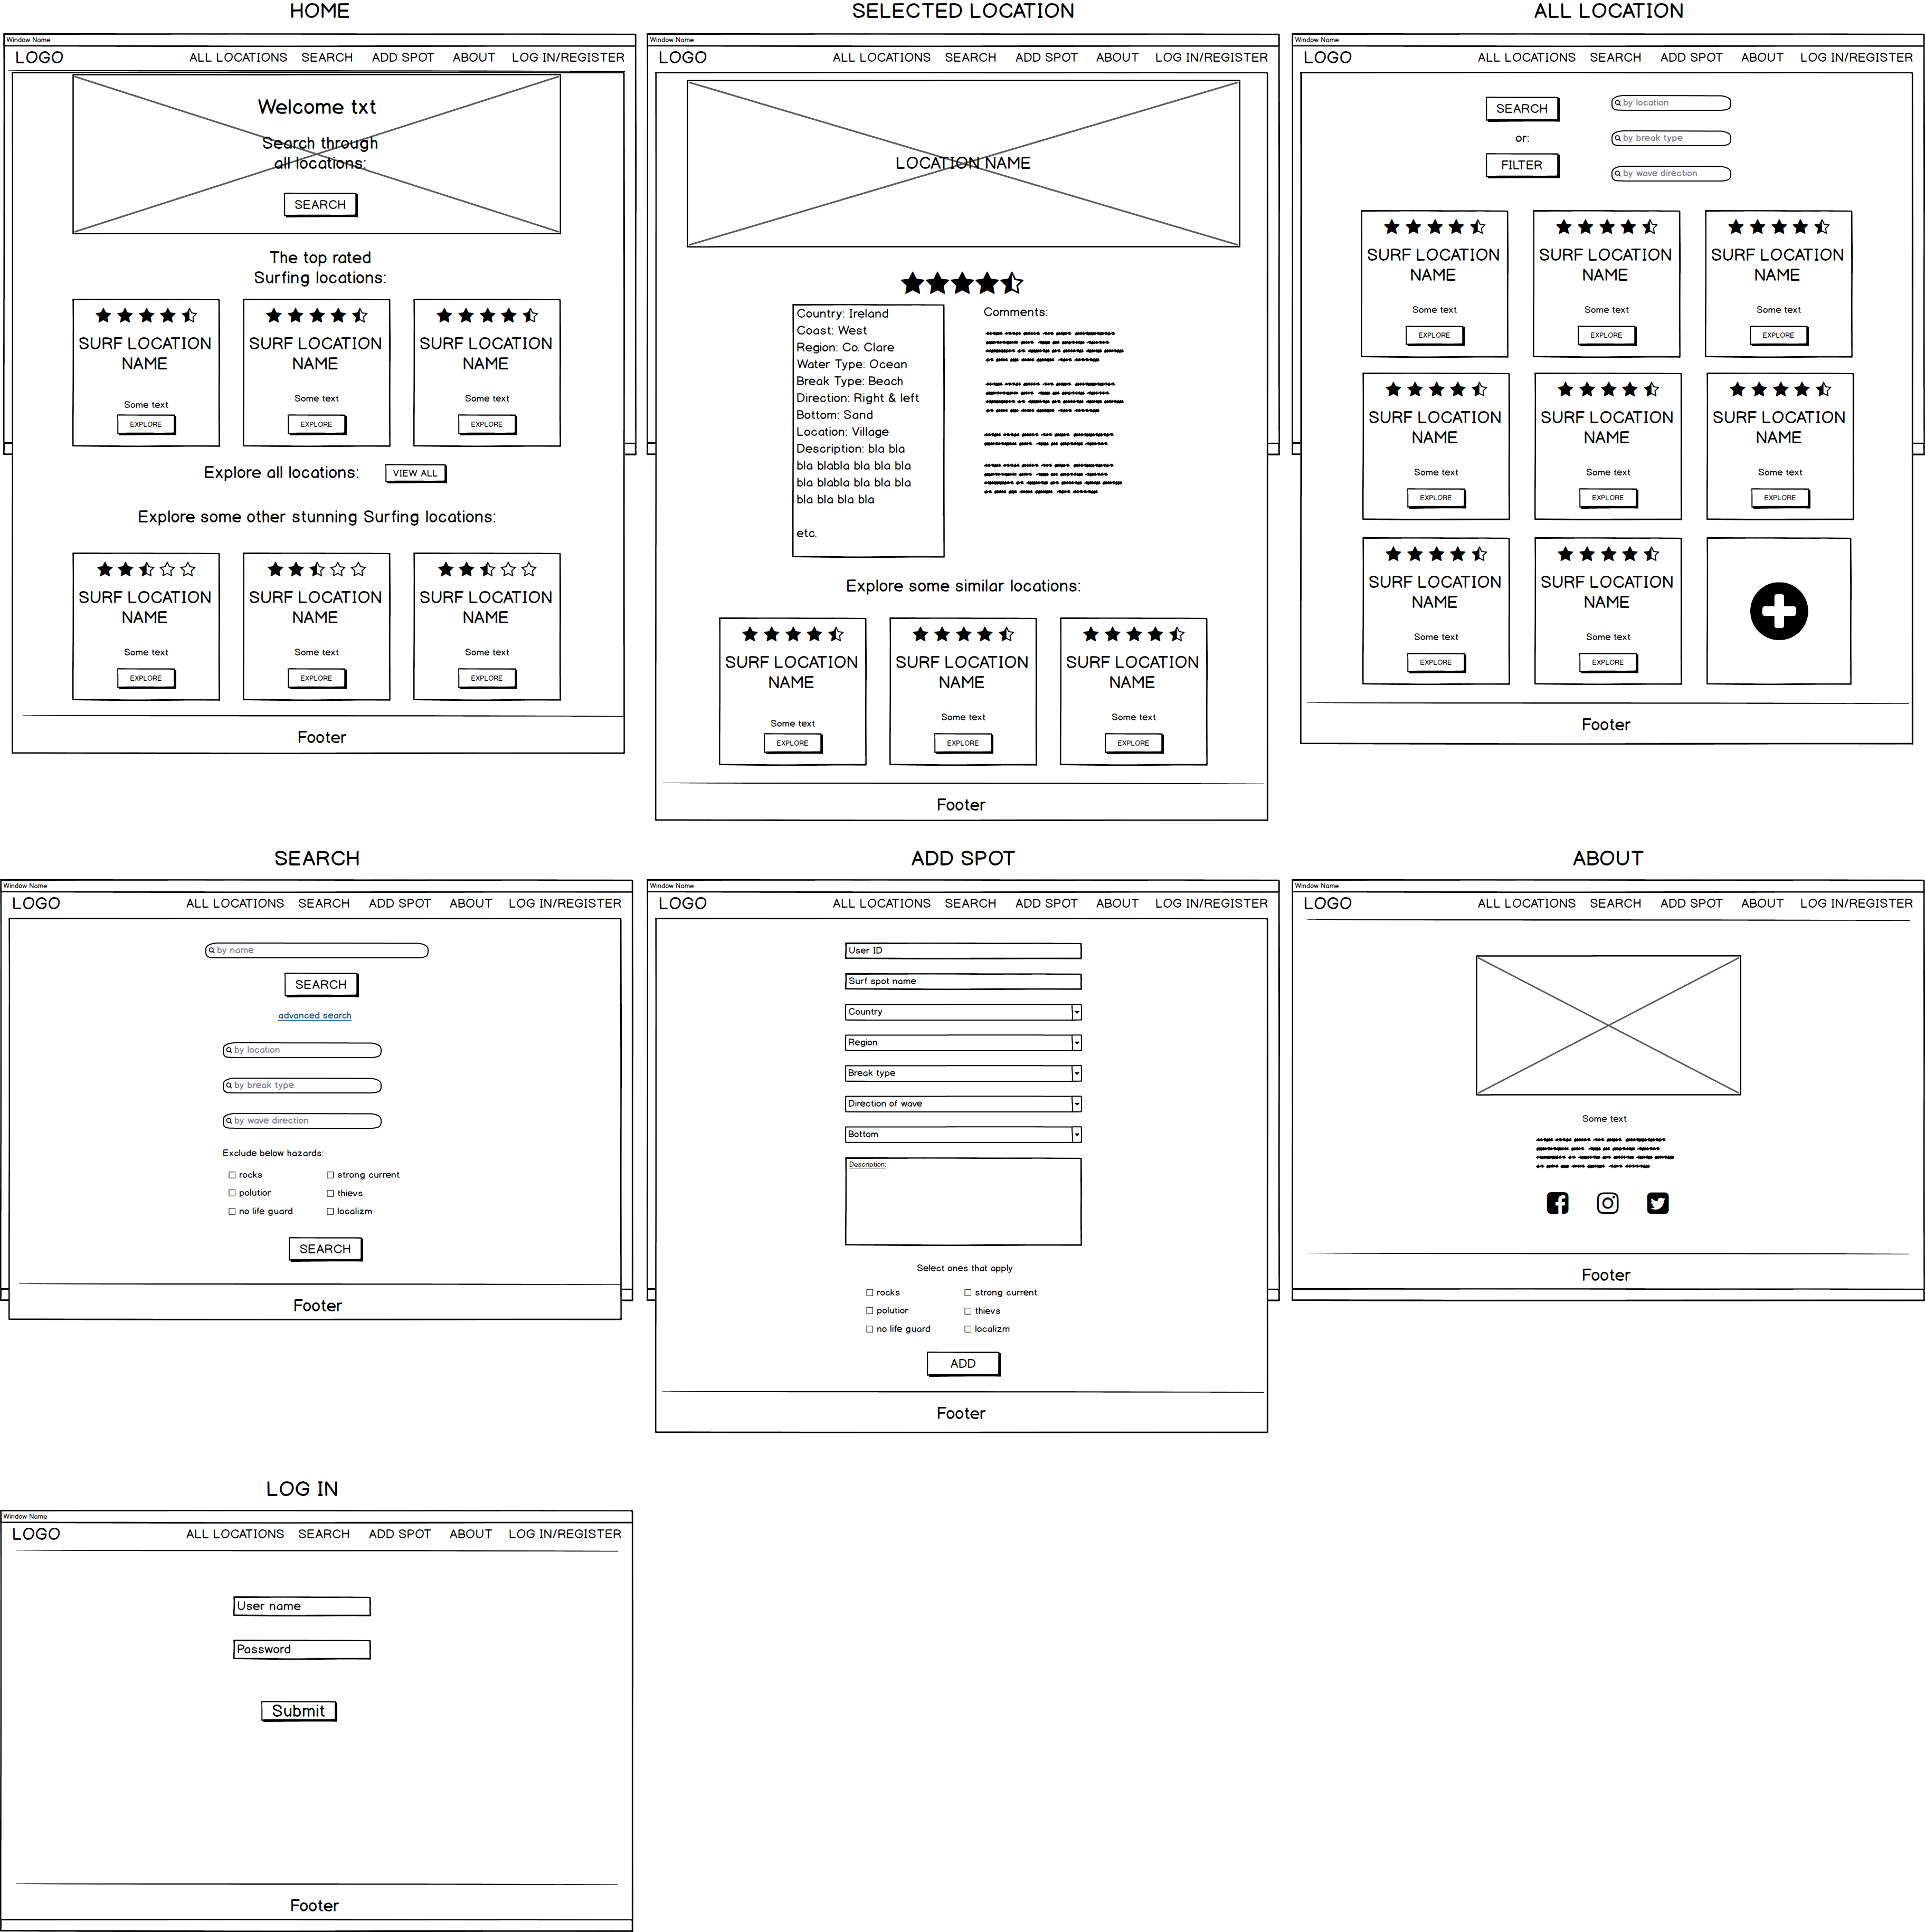 HOME
Window Name
LOGO ALL LOCATIONS SEARCH ADD SPOT ABOUT LOG IN/REGISTER
Welcome txt
Search through
all locations:
SEARCH
The top rated
Surfing locations:
SURF LOCATION NAME
Some text
EXPLORE
SURF LOCATION NAME
Some text
EXPLORE
SURF LOCATION NAME
Some text
EXPLORE
Explore all locations: VIEW ALL
Explore some other stunning Surfing locations:
SURF LOCATION NAME
Some text
EXPLORE
SURF LOCATION NAME
Some text
EXPLORE
SURF LOCATION NAME
Some text
EXPLORE
Footer
SELECTED LOCATION
Window Name
LOGO ALL LOCATIONS SEARCH ADD SPOT ABOUT LOG IN/REGISTER
LOCATION NAME
Country: Ireland
Coast: West
Region: Co. Clare
Water Type: Ocean
Break Type: Beach
Direction: Right & left
Bottom: Sand
Location: Village
Description: bla bla
bla blabla bla bla bla
bla blabla bla bla bla
bla bla bla bla
etc.
Comments:
Explore some similar locations:
SURF LOCATION NAME
Some text
EXPLORE
SURF LOCATION NAME
Some text
EXPLORE
SURF LOCATION NAME
Some text
EXPLORE
Footer
ALL LOCATION
Window Name
LOGO ALL LOCATIONS SEARCH ADD SPOT ABOUT LOG IN/REGISTER
SEARCH
or:
FILTER
by location
by break type
by wave direction
SURF LOCATION NAME
Some text
EXPLORE
SURF LOCATION NAME
Some text
EXPLORE
SURF LOCATION NAME
Some text
EXPLORE
SURF LOCATION NAME
Some text
EXPLORE
SURF LOCATION NAME
Some text
EXPLORE
SURF LOCATION NAME
Some text
EXPLORE
SURF LOCATION NAME
Some text
EXPLORE
SURF LOCATION NAME
Some text
EXPLORE
Footer
SEARCH
Window Name
LOGO ALL LOCATIONS SEARCH ADD SPOT ABOUT LOG IN/REGISTER
by name
SEARCH
advanced search
by location
by break type
by wave direction
Exclude below hazards:
rocks strong current
polutior thievs
no life guard localizm
SEARCH
Footer
ADD SPOT
Window Name
LOGO ALL LOCATIONS SEARCH ADD SPOT ABOUT LOG IN/REGISTER
User ID
Surf spot name
Country
Region
Break type
Direction of wave
Bottom
Description:
Select ones that apply
rocks strong current
polutior thievs
no life guard localizm
ADD
Footer
ABOUT
Window Name
LOGO ALL LOCATIONS SEARCH ADD SPOT ABOUT LOG IN/REGISTER
Some text
Footer
LOG IN
Window Name
LOGO ALL LOCATIONS SEARCH ADD SPOT ABOUT LOG IN/REGISTER
User name
Password
Submit
Footer